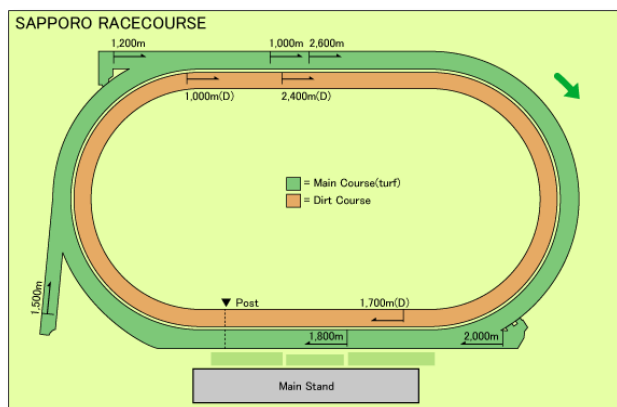 SAPPORO RACECOURSE
1,200m
1,000m
2,600m
1,000m(D)
2,400m(D)
= Main Course(turf)
= Dirt Course
1,500m
Post
1,700m(D)
1,800m
2,000m
Main Stand